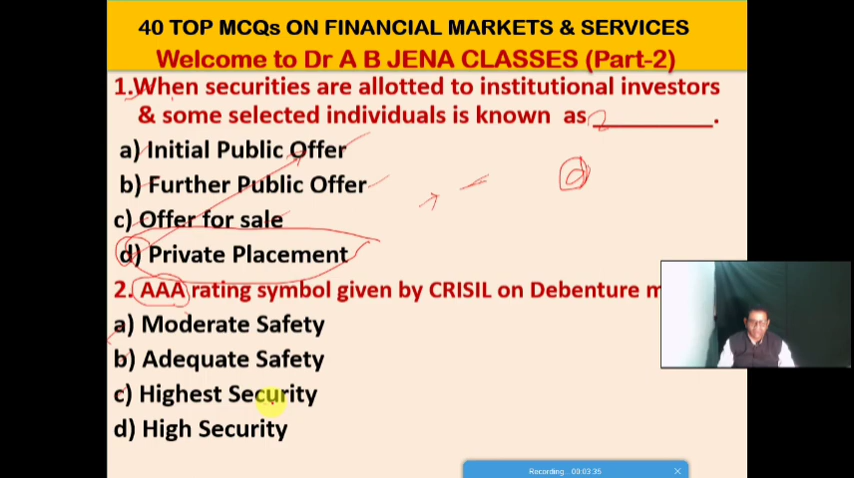 40 TOP MCQs ON FINANCIAL MARKETS & SERVICES
Welcome to Dr A B JENA CLASSES (Part-2)
1.When securities are allotted to institutional investors
& some selected individuals is known as _________.
a) Initial Public Offer
b) Further Public Offer
c) Offer for sale
d) Private Placement
2. AAA rating symbol given by CRISIL on Debenture
a) Moderate Safety
b) Adequate Safety
c) Highest Security
d) High Security
Recording... 00:03:35